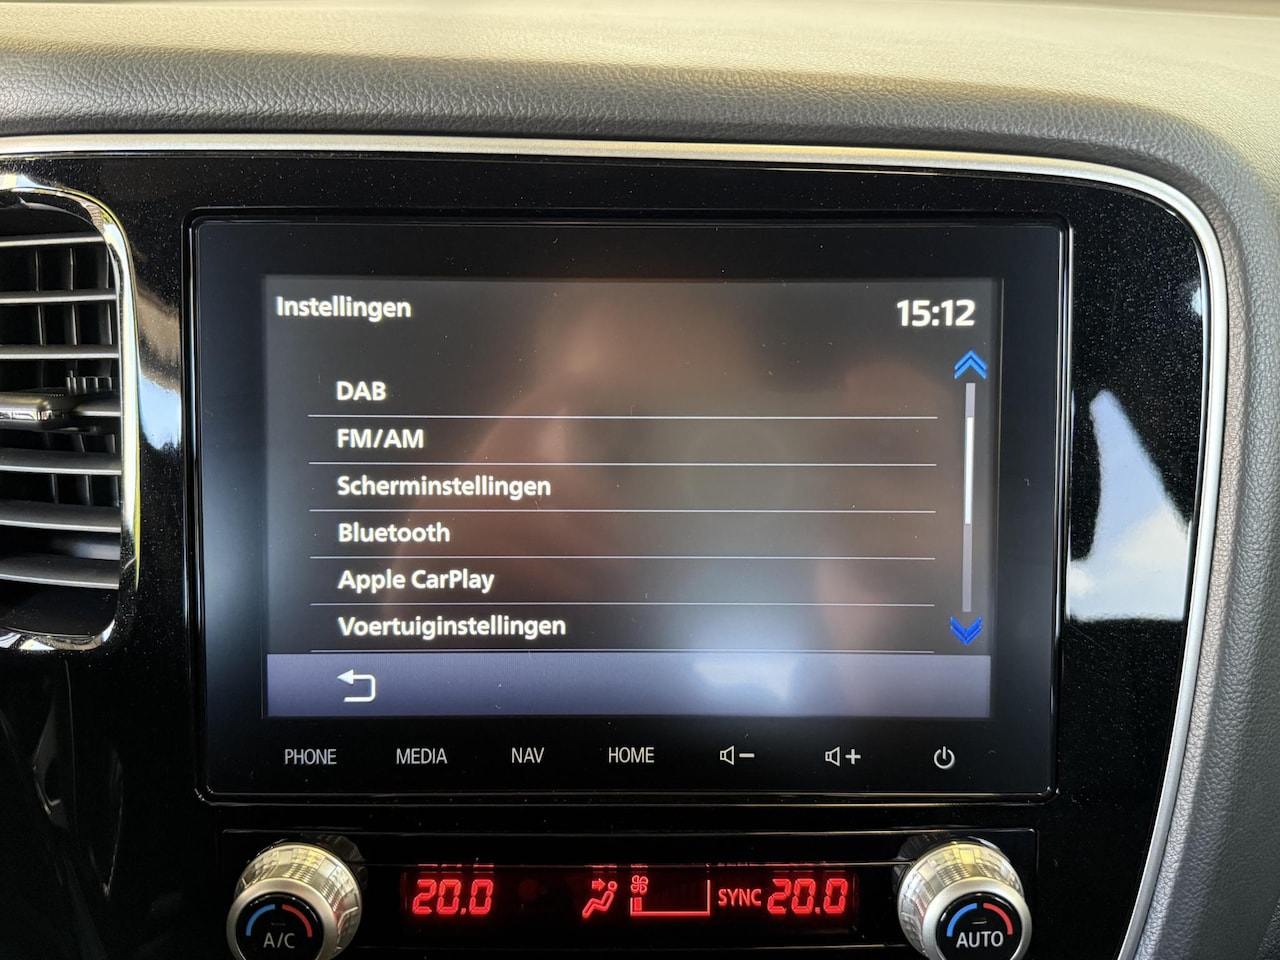 Instellingen
15:12
DAB
FM/AM
Scherminstellingen
Bluetooth
Apple CarPlay
Voertuiginstellingen
PHONE MEDIA NAV HOME
20.0 SYNC 20.0
A/C
AUTO